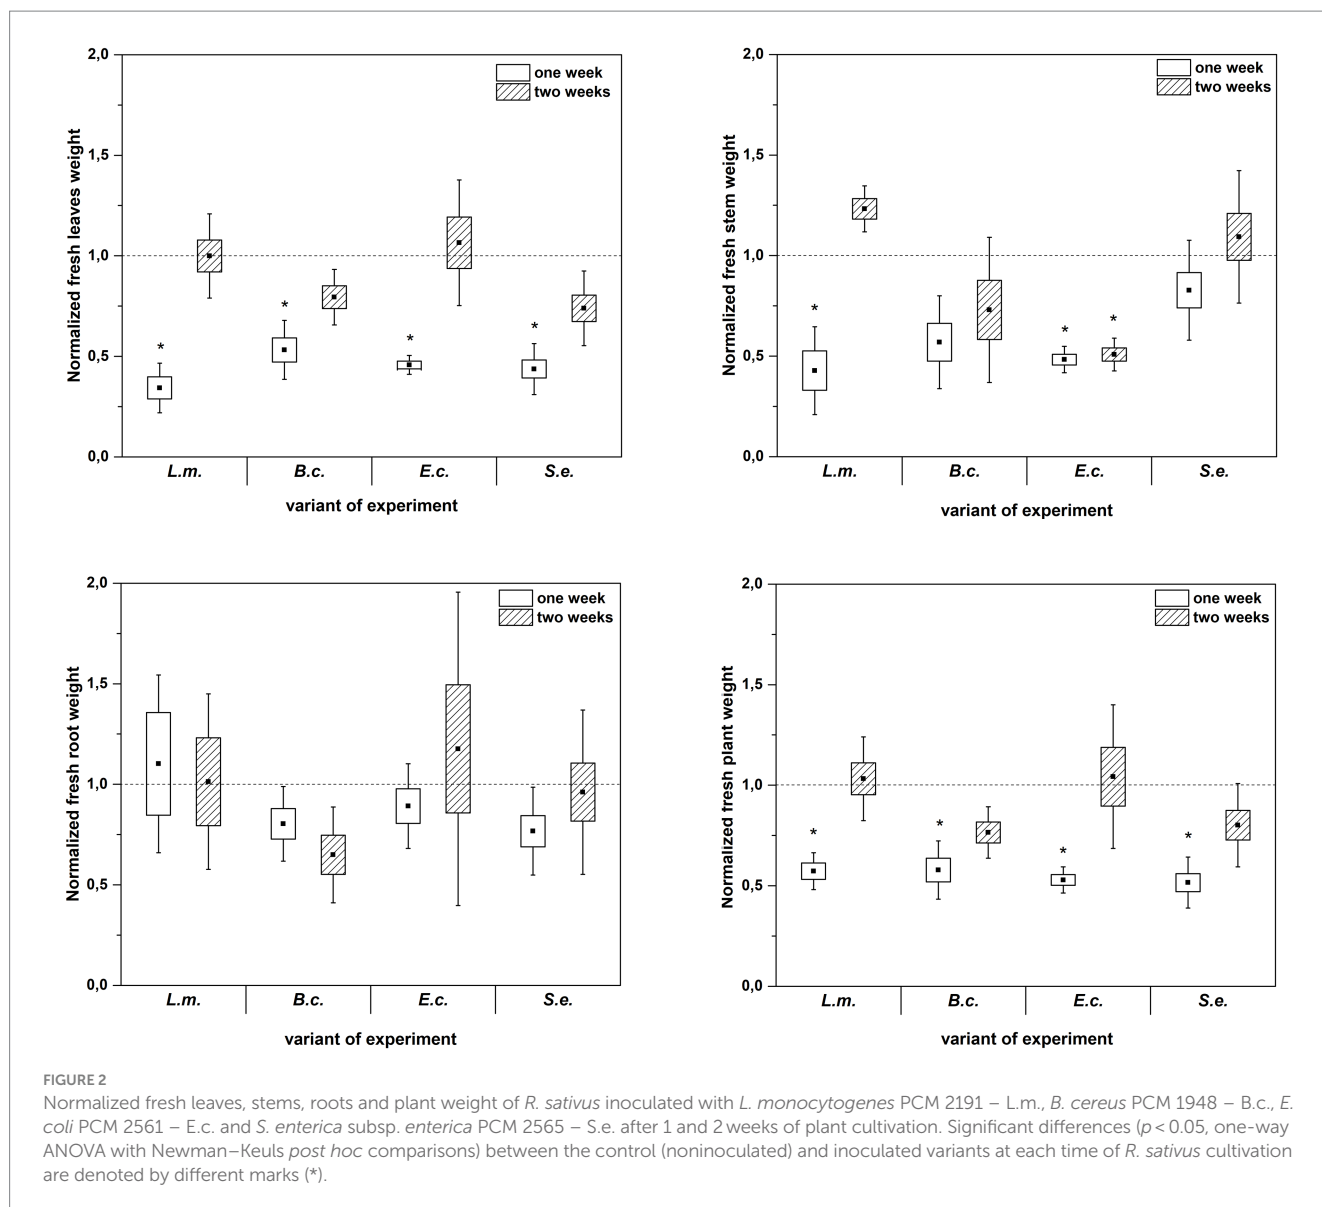 2,0
1,5
1,0
0,5
0,0
Normalized fresh leaves weight
one week
two weeks
*
*
*
*
L.m.
B.c.
E.c.
S.e.
variant of experiment
2,0
1,5
1,0
0,5
0,0
Normalized fresh stem weight
one week
two weeks
*
*
*
L.m.
B.c.
E.c.
S.e.
variant of experiment
2,0
1,5
1,0
0,5
0,0
Normalized fresh root weight
one week
two weeks
L.m.
B.c.
E.c.
S.e.
variant of experiment
2,0
1,5
1,0
0,5
0,0
Normalized fresh plant weight
one week
two weeks
*
*
*
*
L.m.
B.c.
E.c.
S.e.
variant of experiment
FIGURE 2
Normalized fresh leaves, stems, roots and plant weight of R. sativus inoculated with L. monocytogenes PCM 2191 – L.m., B. cereus PCM 1948 – B.c., E.
coli PCM 2561 – E.c. and S. enterica subsp. enterica PCM 2565 – S.e. after 1 and 2 weeks of plant cultivation. Significant differences (p < 0.05, one-way
ANOVA with Newman–Keuls post hoc comparisons) between the control (noninoculated) and inoculated variants at each time of R. sativus cultivation
are denoted by different marks (*).